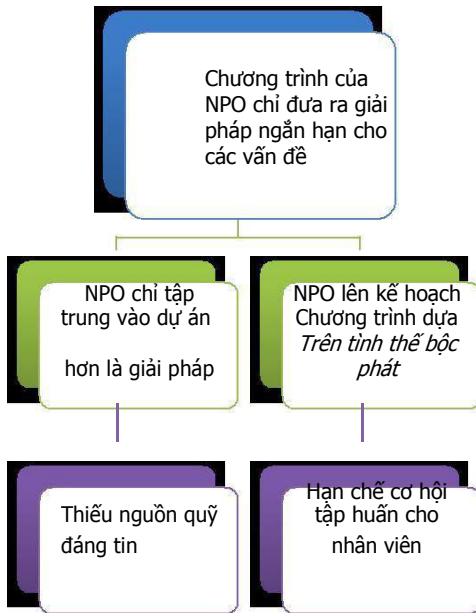 Chương trình của
NPO chỉ đưa ra giải
pháp ngắn hạn cho
các vấn đề
NPO chỉ tập
trung vào dự án
hơn là giải pháp
NPO lên kế hoạch
Chương trình dựa
Trên tình thế bộc
phát
Thiếu nguồn quỹ
đáng tin
Hạn chế cơ hội
tập huấn cho
nhân viên